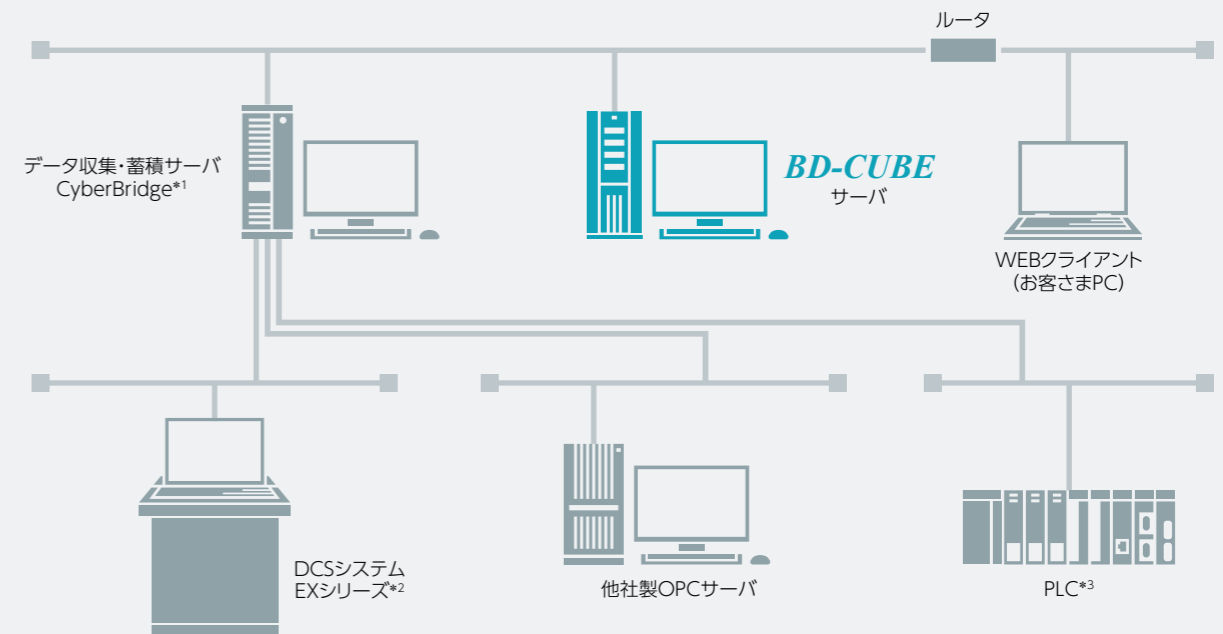 ルータ
データ収集・蓄積サーバ
CyberBridge*1
BD-CUBE
サーバ
WEBクライアント
(お客さまPC)
DCSシステム
EXシリーズ*2
他社製OPCサーバ
PLC*3